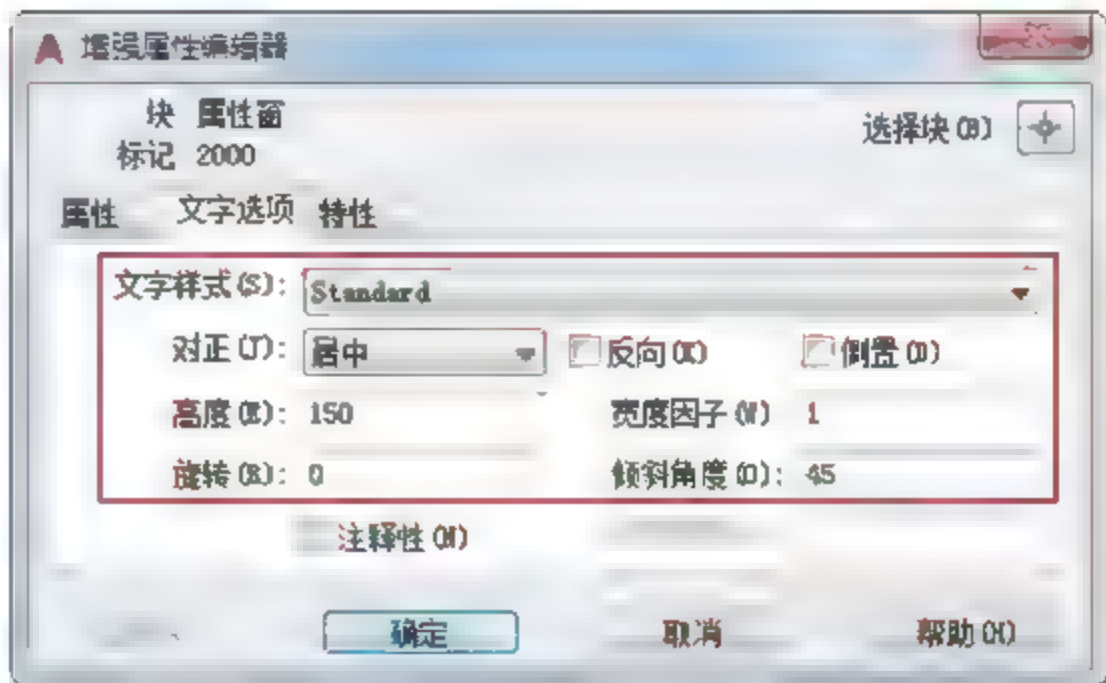 增强属性编辑器
块 属性窗
标记 2000
选择块(B)
属性 文字选项 特性
文字样式(S): Standard
对正(J): 居中 反向(K) 倒置(D)
高度(E): 150 宽度因子(W) 1
旋转(R): 0 倾斜角度(O): 45
注释性(N)
确定 取消 帮助(H)